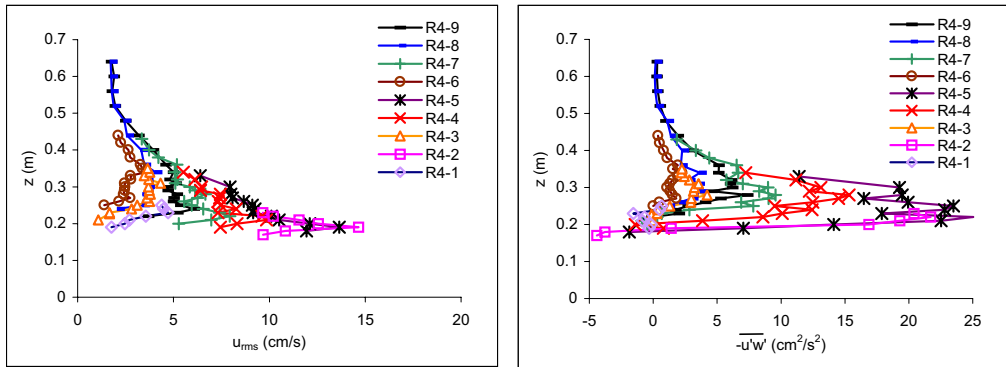 R4-9
R4-8
R4-7
R4-6
R4-5
R4-4
R4-3
R4-2
R4-1
0.7
0.6
0.5
0.4
0.3
0.2
0.1
0
z (m)
0 5 10 15 20
u_rms (cm/s)
R4-9
R4-8
R4-7
R4-6
R4-5
R4-4
R4-3
R4-2
R4-1
0.7
0.6
0.5
0.4
0.3
0.2
0.1
0
z (m)
-5 0 5 10 15 20 25
-u'w' (cm²/s²)